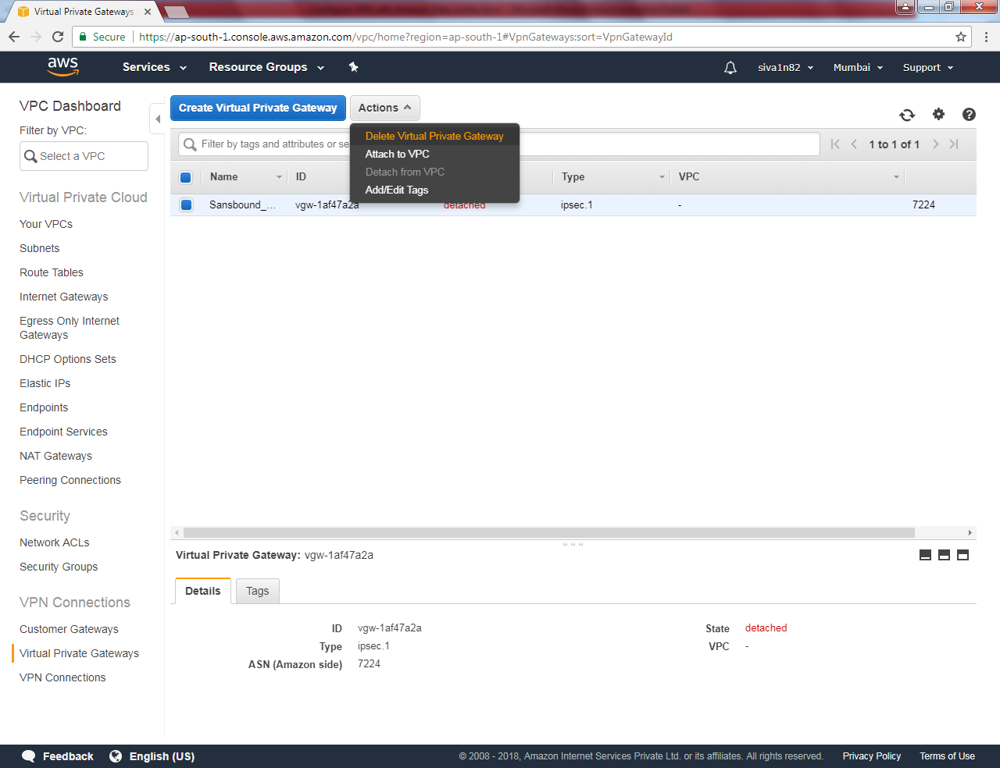 Virtual Private Gateways
Secure
https://ap-south-1.console.aws.amazon.com/vpc/home?region=ap-south-1#VpnGateways:sort=VpnGatewayId
aws
Services
Resource Groups
siva1n82
Mumbai
Support
VPC Dashboard
Filter by VPC:
Select a VPC
Virtual Private Cloud
Your VPCs
Subnets
Route Tables
Internet Gateways
Egress Only Internet
Gateways
DHCP Options Sets
Elastic IPs
Endpoints
Endpoint Services
NAT Gateways
Peering Connections
Security
Network ACLs
Security Groups
VPN Connections
Customer Gateways
Virtual Private Gateways
VPN Connections
Create Virtual Private Gateway
Actions
Delete Virtual Private Gateway
Attach to VPC
Detach from VPC
Add/Edit Tags
Filter by tags and attributes or se
1 to 1 of 1
Name
ID
Type
VPC
Sansbound_...
vgw-1af47a2a
detached
ipsec.1
-
7224
Virtual Private Gateway: vgw-1af47a2a
Details
Tags
ID vgw-1af47a2a
Type ipsec.1
ASN (Amazon side) 7224
State detached
VPC -
Feedback
English (US)
© 2008 - 2018, Amazon Internet Services Private Ltd. or its affiliates. All rights reserved.
Privacy Policy
Terms of Use